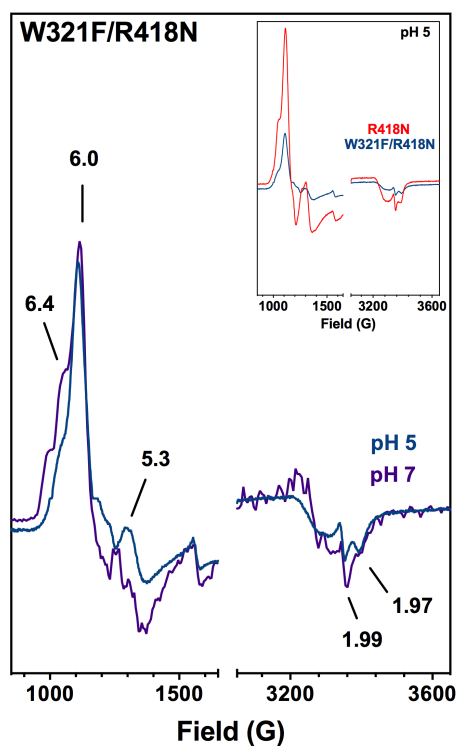 W321F/R418N
pH 5
R418N
W321F/R418N
1000 1500 3200 3600
Field (G)
6.0
6.4
5.3
pH 5
pH 7
1.97
1.99
1000 1500 3200 3600
Field (G)